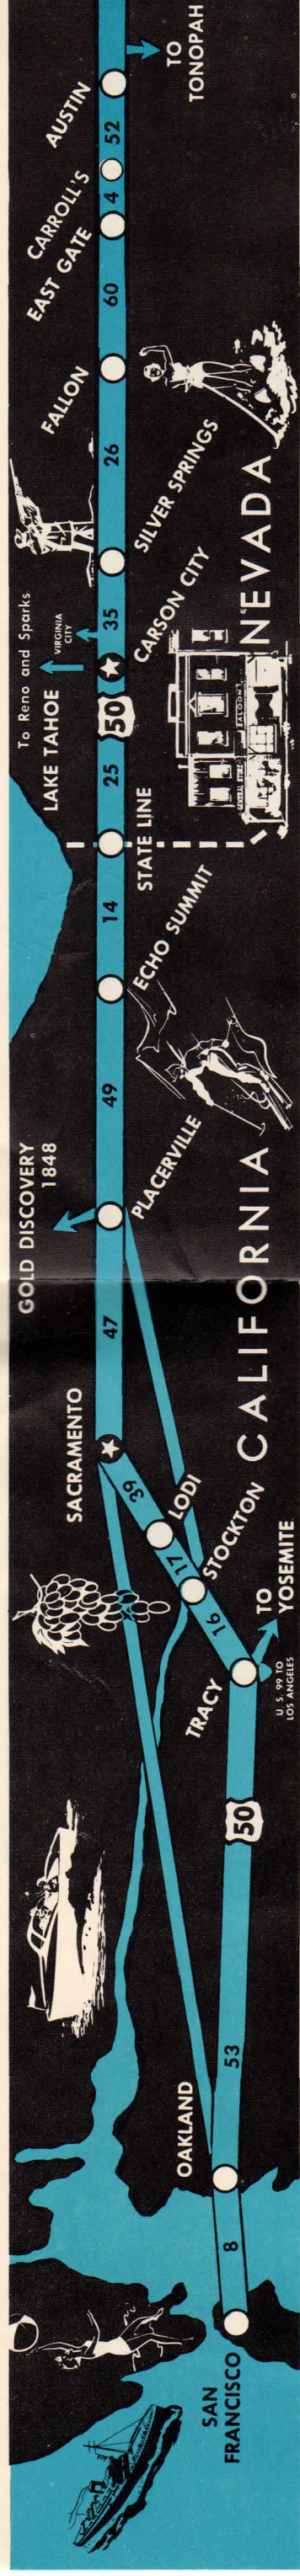 SAN
FRANCISCO
8
OAKLAND
53
50
TRACY
U.S. 99 TO
LOS ANGELES
TO
YOSEMITE
16
STOCKTON
17
LODI
39
SACRAMENTO
CALIFORNIA
47
GOLD DISCOVERY
1848
PLACERVILLE
49
ECHO SUMMIT
14
STATE LINE
25
LAKE TAHOE
50
To Reno and Sparks
VIRGINIA
CITY
CARSON CITY
SALOON
NEVADA
35
SILVER SPRINGS
26
FALLON
60
EAST GATE
4
CARROLL'S
52
AUSTIN
TO
TONOPAH